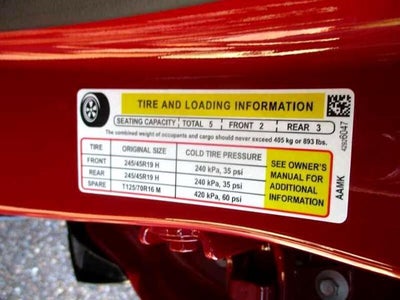 TIRE AND LOADING INFORMATION
SEATING CAPACITY TOTAL 5 FRONT 2 REAR 3
The combined weight of occupants and cargo should never exceed 405 kg or 893 lbs.
TIRE ORIGINAL SIZE COLD TIRE PRESSURE
FRONT 245/45R19 H 240 kPa, 35 psi
REAR 245/45R19 H 240 kPa, 35 psi
SPARE T125/70R16 M 420 kPa, 60 psi
SEE OWNER'S
MANUAL FOR
ADDITIONAL
INFORMATION
42926047
AAMK